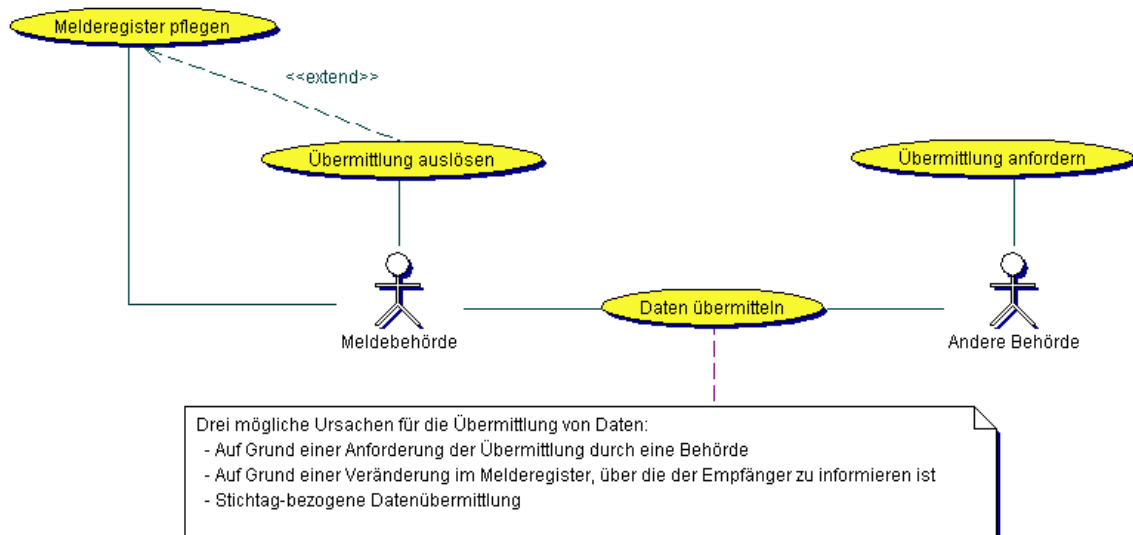 Melderegister pflegen
<<extend>>
Übermittlung auslösen
Übermittlung anfordern
Daten übermitteln
Meldebehörde
Andere Behörde
Drei mögliche Ursachen für die Übermittlung von Daten:
- Auf Grund einer Anforderung der Übermittlung durch eine Behörde
- Auf Grund einer Veränderung im Melderegister, über die der Empfänger zu informieren ist
- Stichtag-bezogene Datenübermittlung